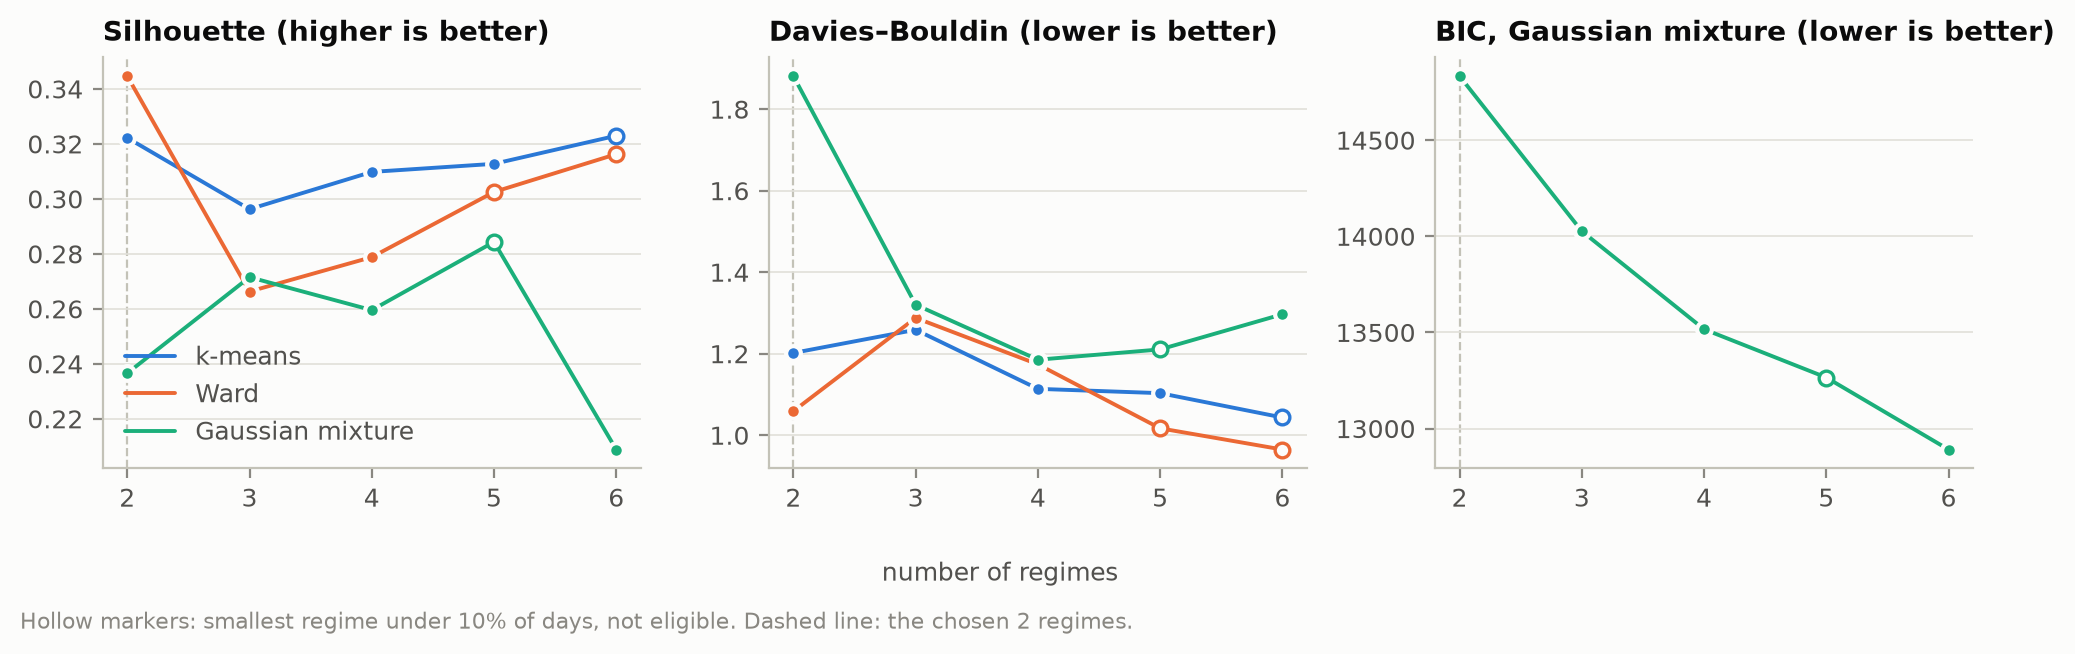 Silhouette (higher is better)
0.34
0.32
0.30
0.28
0.26
0.24
0.22
k-means
Ward
Gaussian mixture
2 3 4 5 6
Davies–Bouldin (lower is better)
1.8
1.6
1.4
1.2
1.0
2 3 4 5 6
BIC, Gaussian mixture (lower is better)
14500
14000
13500
13000
2 3 4 5 6
number of regimes
Hollow markers: smallest regime under 10% of days, not eligible. Dashed line: the chosen 2 regimes.